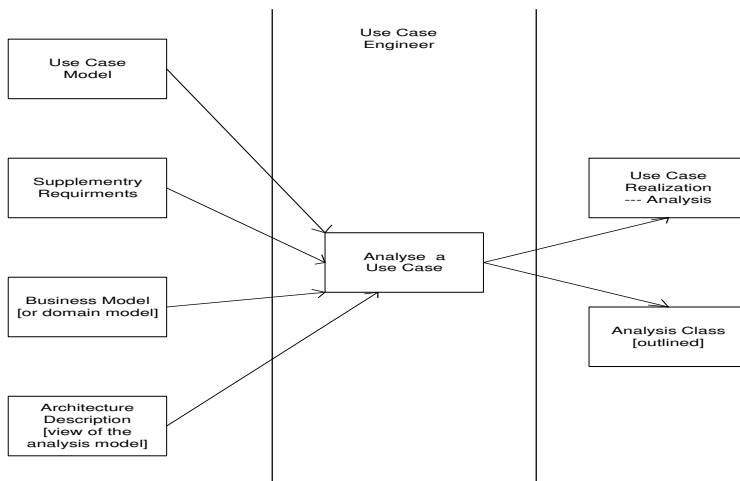 Use Case
Engineer
Use Case
Model
Supplementry
Requirments
Business Model
[or domain model]
Architecture
Description
[view of the
analysis model]
Analyse a
Use Case
Use Case
Realization
--- Analysis
Analysis Class
[outlined]